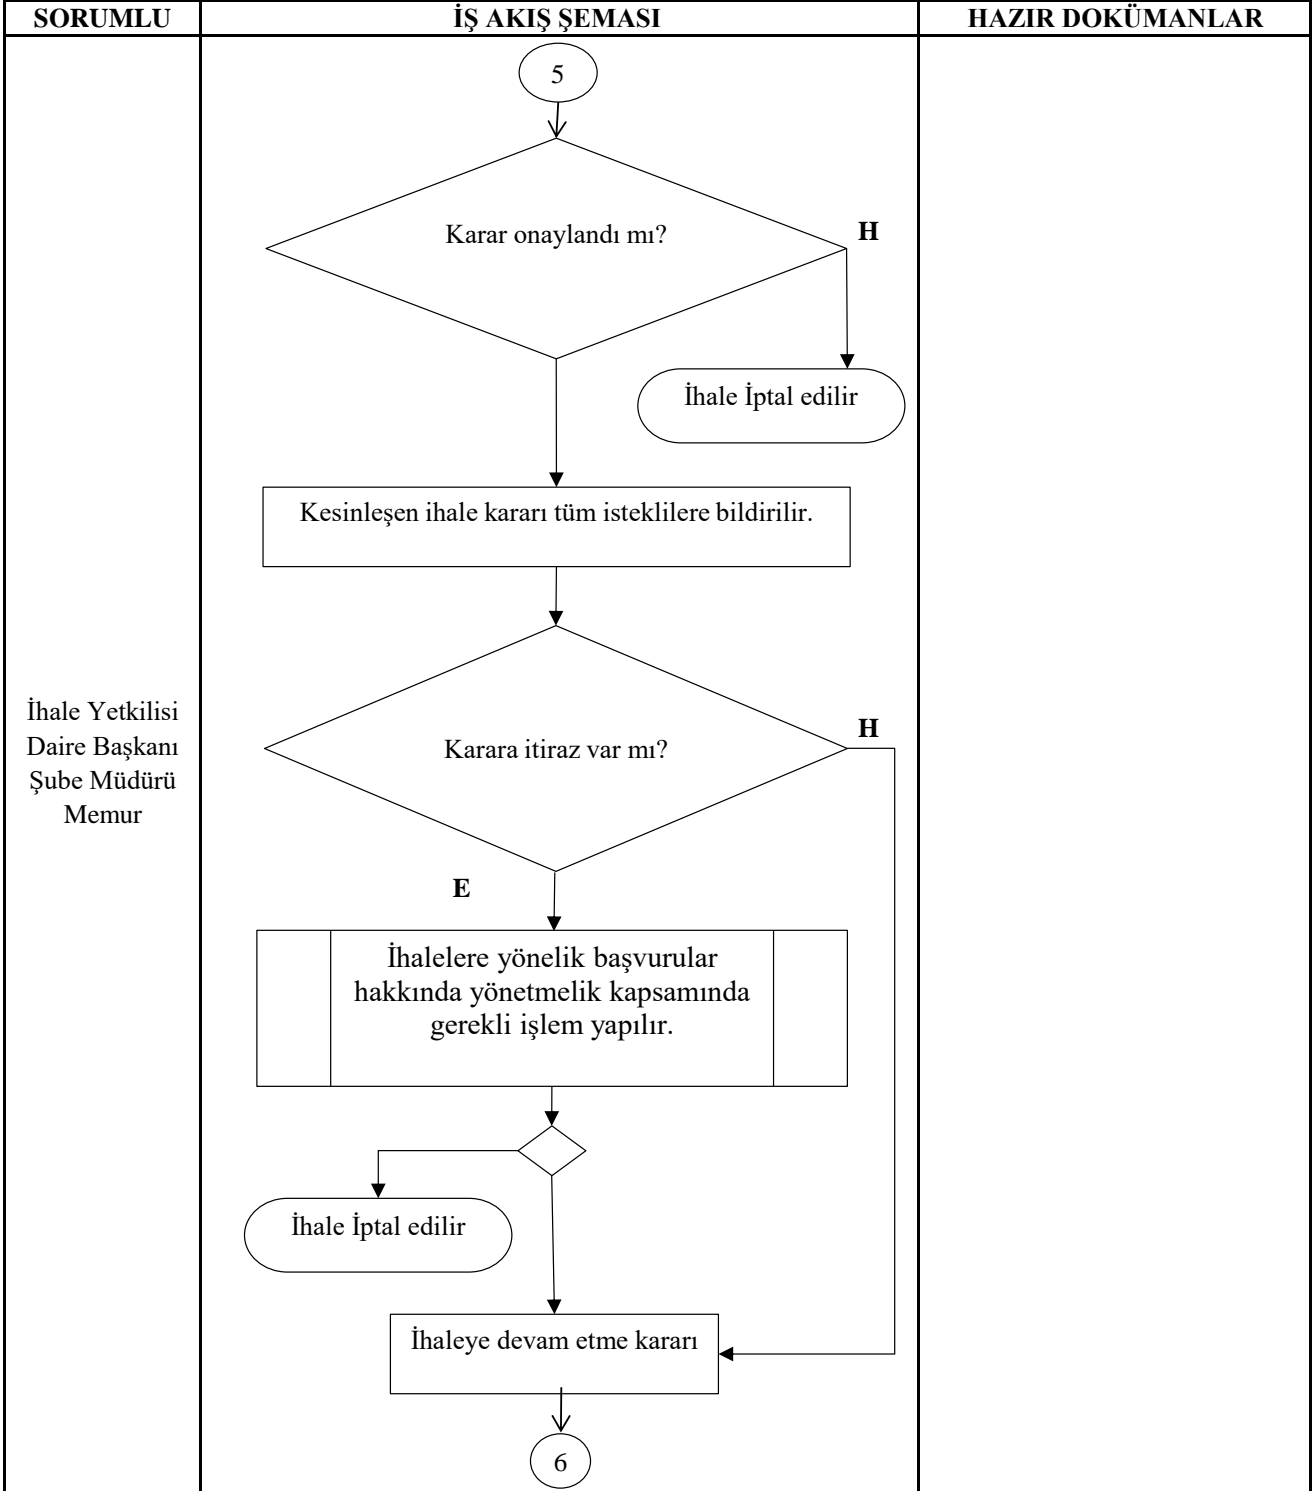 SORUMLU
İŞ AKIŞ ŞEMASI
HAZIR DOKÜMANLAR
5
Karar onaylandı mı?
H
İhale İptal edilir
Kesinleşen ihale kararı tüm isteklilere bildirilir.
İhale Yetkilisi
Daire Başkanı
Şube Müdürü
Memur
Karara itiraz var mı?
H
E
İhalelere yönelik başvurular
hakkında yönetmelik kapsamında
gerekli işlem yapılır.
İhale İptal edilir
İhaleye devam etme kararı
6